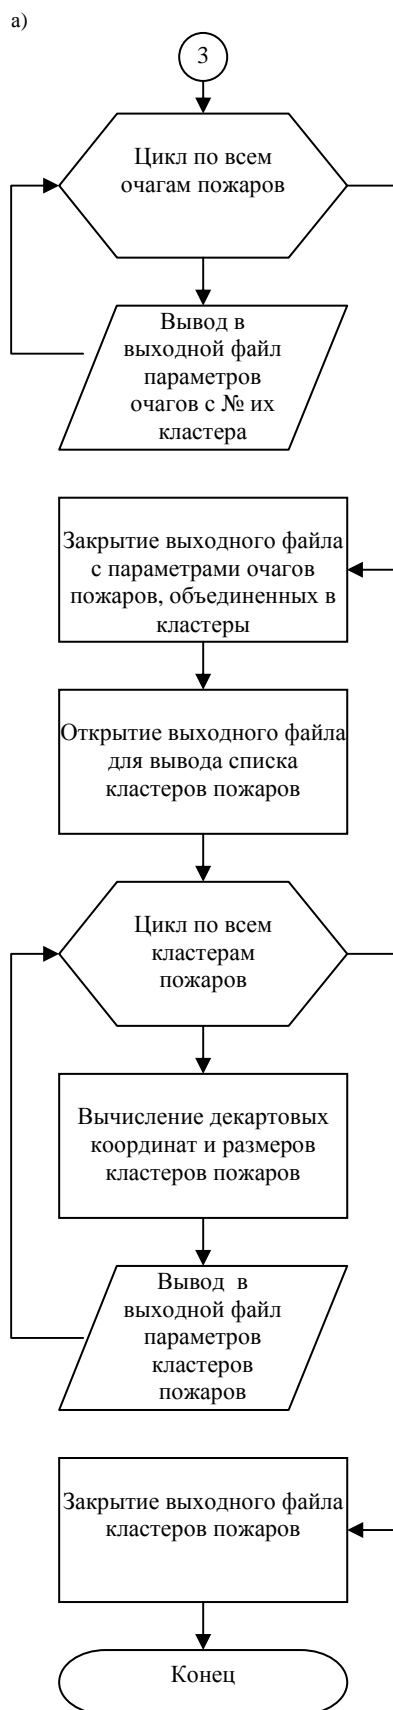 а)
3
Цикл по всем
очагам пожаров
Вывод в
выходной файл
параметров
очагов с № их
кластера
Закрытие выходного файла
с параметрами очагов
пожаров, объединенных в
кластеры
Открытие выходного файла
для вывода списка
кластеров пожаров
Цикл по всем
кластерам
пожаров
Вычисление декартовых
координат и размеров
кластеров пожаров
Вывод в
выходной файл
параметров
кластеров
пожаров
Закрытие выходного файла
кластеров пожаров
Конец